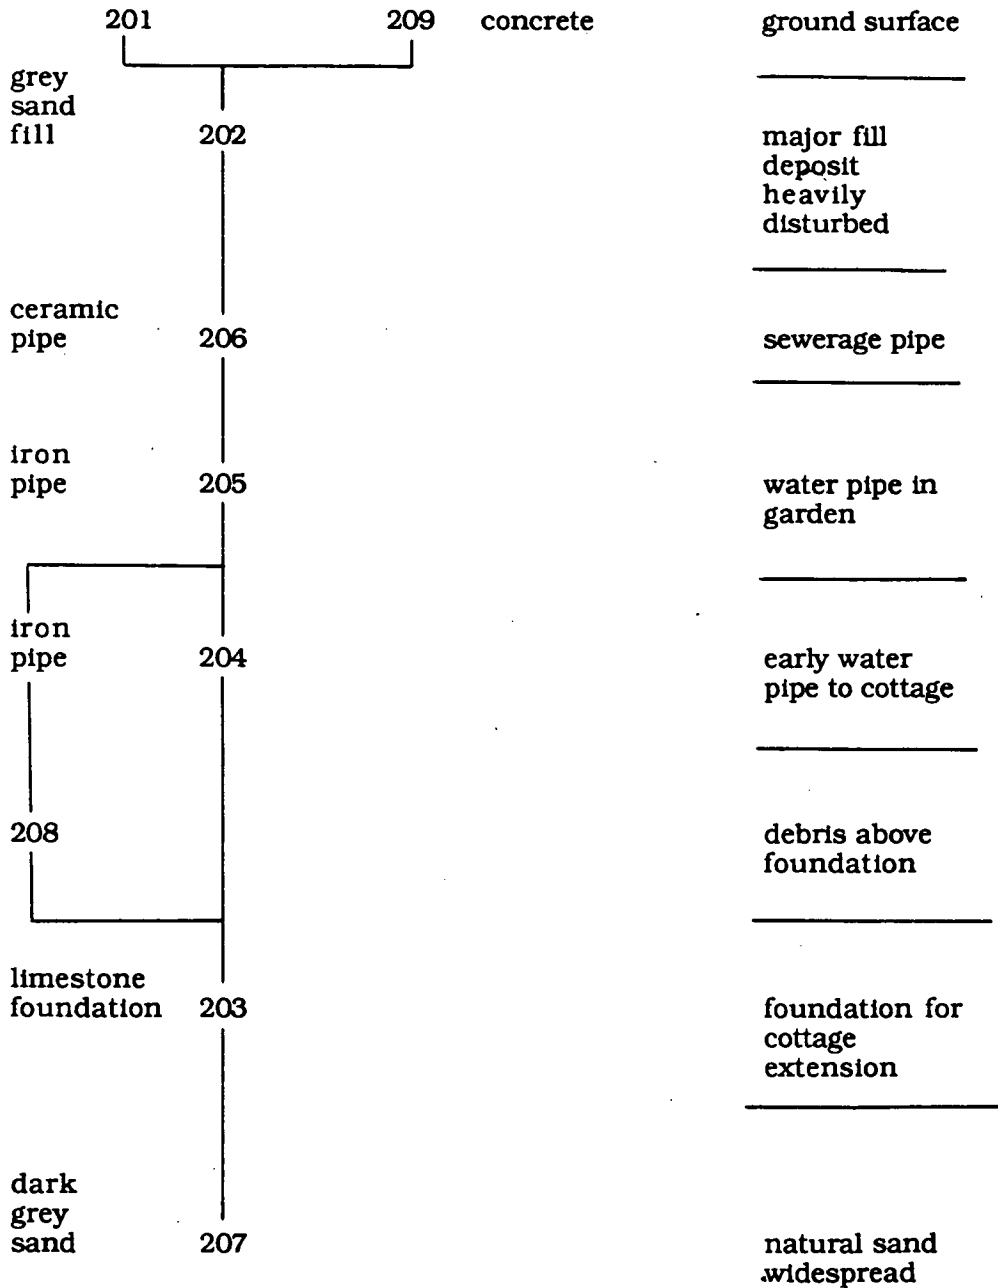 201 209 concrete ground surface
grey
sand
fill 202 major fill
deposit
heavily
disturbed
ceramic
pipe 206 sewerage pipe
iron
pipe 205 water pipe in
garden
iron
pipe 204 early water
pipe to cottage
208 debris above
foundation
limestone
foundation 203 foundation for
cottage
extension
dark
grey
sand 207 natural sand
widespread